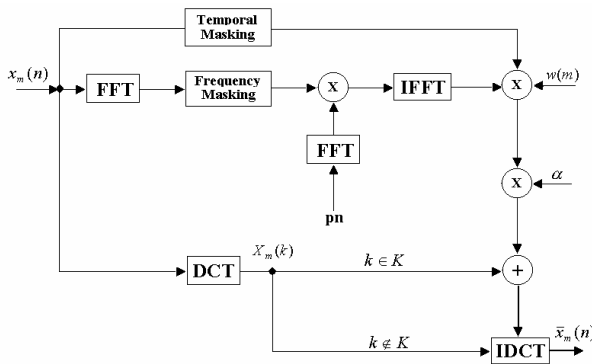 Temporal
Masking
x_m(n)
FFT
Frequency
Masking
x
IFFT
x
w(m)
FFT
pn
x
α
DCT
X_m(k)
k ∈ K
+
k ∉ K
IDCT
x̄_m(n)